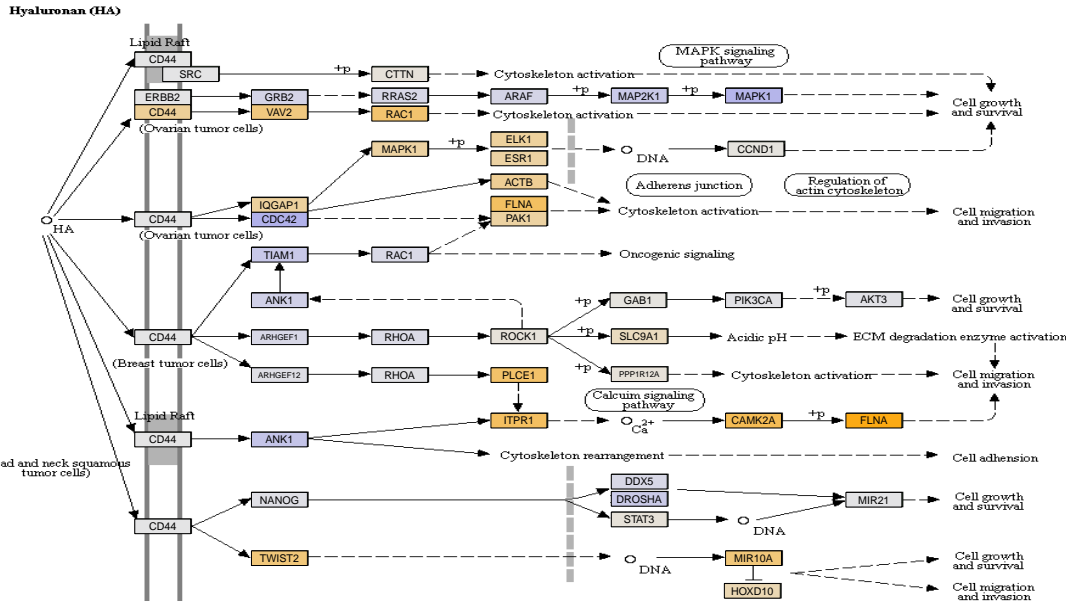 Hyaluronan (HA)
Lipid Raft
MAPK signaling
pathway
CD44
SRC
+p
CTTN
Cytoskeleton activation
ERBB2
GRB2
RRAS2
ARAF
+p
MAP2K1
+p
MAPK1
Cell growth
and survival
CD44
VAV2
RAC1
Cytoskeleton activation
(Ovarian tumor cells)
MAPK1
+p
ELK1
ESR1
DNA
CCND1
ACTB
Adherens junction
Regulation of
actin cytoskeleton
IQGAP1
FLNA
CD44
CDC42
PAK1
Cytoskeleton activation
Cell migration
and invasion
HA
(Ovarian tumor cells)
TIAM1
RAC1
Oncogenic signaling
ANK1
+p
GAB1
PIK3CA
+p
AKT3
Cell growth
and survival
CD44
ARHGEF1
RHOA
ROCK1
+p
SLC9A1
Acidic pH
ECM degradation enzyme activation
(Breast tumor cells)
ARHGEF12
RHOA
PLCE1
+p
PPP1R12A
Cytoskeleton activation
Cell migration
and invasion
Calcuim signaling
pathway
Lipid Raft
ITPR1
Ca2+
CAMK2A
+p
FLNA
CD44
ANK1
Cytoskeleton rearrangement
Cell adhension
ad and neck squamous
tumor cells)
NANOG
DDX5
DROSHA
MIR21
Cell growth
and survival
CD44
STAT3
DNA
TWIST2
DNA
MIR10A
Cell growth
and survival
HOXD10
Cell migration
and invasion